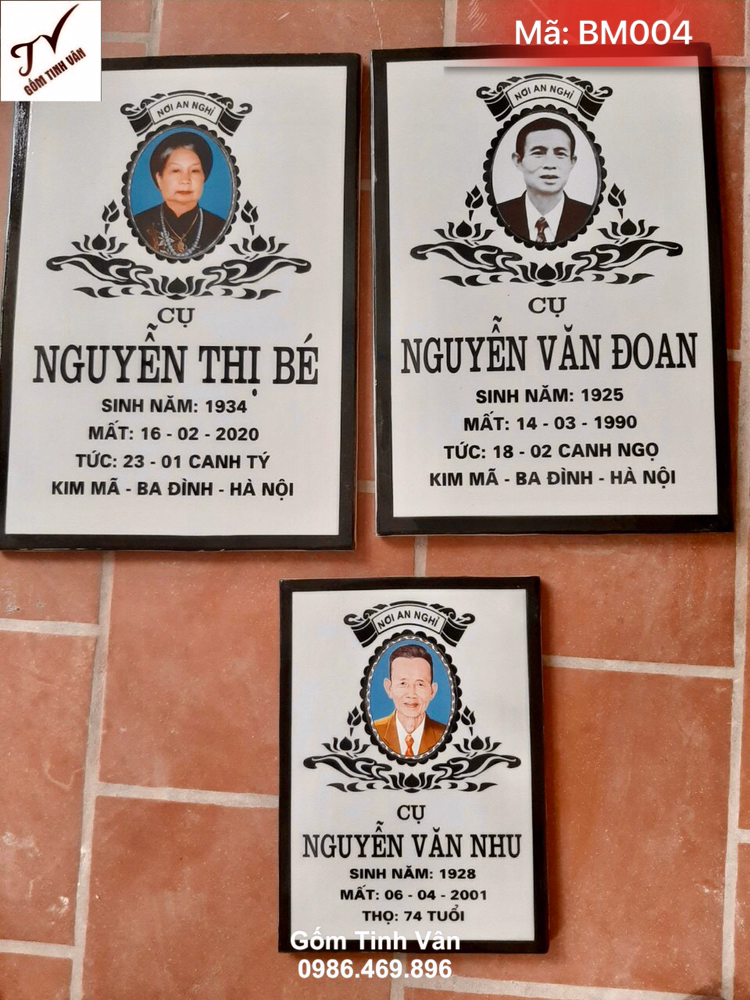 TV
GỐM TINH VÂN
Mã: BM004
NƠI AN NGHỈ
CỤ
NGUYỄN THỊ BÉ
SINH NĂM: 1934
MẤT: 16 - 02 - 2020
TỨC: 23 - 01 CANH TÝ
KIM MÃ - BA ĐÌNH - HÀ NỘI
NƠI AN NGHỈ
CỤ
NGUYỄN VĂN ĐOAN
SINH NĂM: 1925
MẤT: 14 - 03 - 1990
TỨC: 18 - 02 CANH NGỌ
KIM MÃ - BA ĐÌNH - HÀ NỘI
NƠI AN NGHỈ
CỤ
NGUYỄN VĂN NHU
SINH NĂM: 1928
MẤT: 06 - 04 - 2001
THỌ: 74 TUỔI
Gốm Tinh Vân
0986.469.896